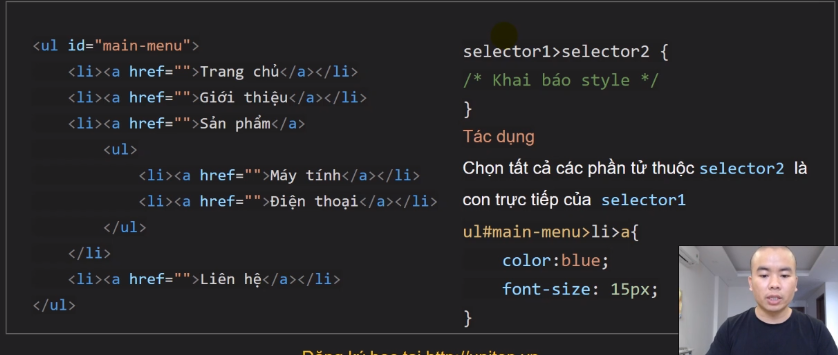 <ul id="main-menu">
<li><a href="">Trang chủ</a></li>
<li><a href="">Giới thiệu</a></li>
<li><a href="">Sản phẩm</a>
<ul>
<li><a href="">Máy tính</a></li>
<li><a href="">Điện thoại</a></li>
</ul>
</li>
<li><a href="">Liên hệ</a></li>
</ul>
selector1>selector2 {
/* Khai báo style */
}
Tác dụng
Chọn tất cả các phần tử thuộc selector2 là
con trực tiếp của selector1
ul#main-menu>li>a{
color:blue;
font-size: 15px;
}
Đăng ký học tại http://unitop.vn